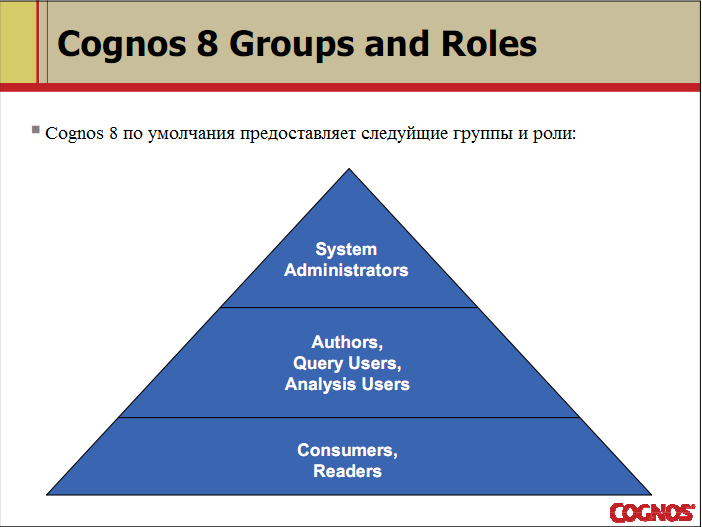 Cognos 8 Groups and Roles
Cognos 8 по умолчания предоставляет следуйщие группы и роли:
System
Administrators
Authors,
Query Users,
Analysis Users
Consumers,
Readers
COGNOS